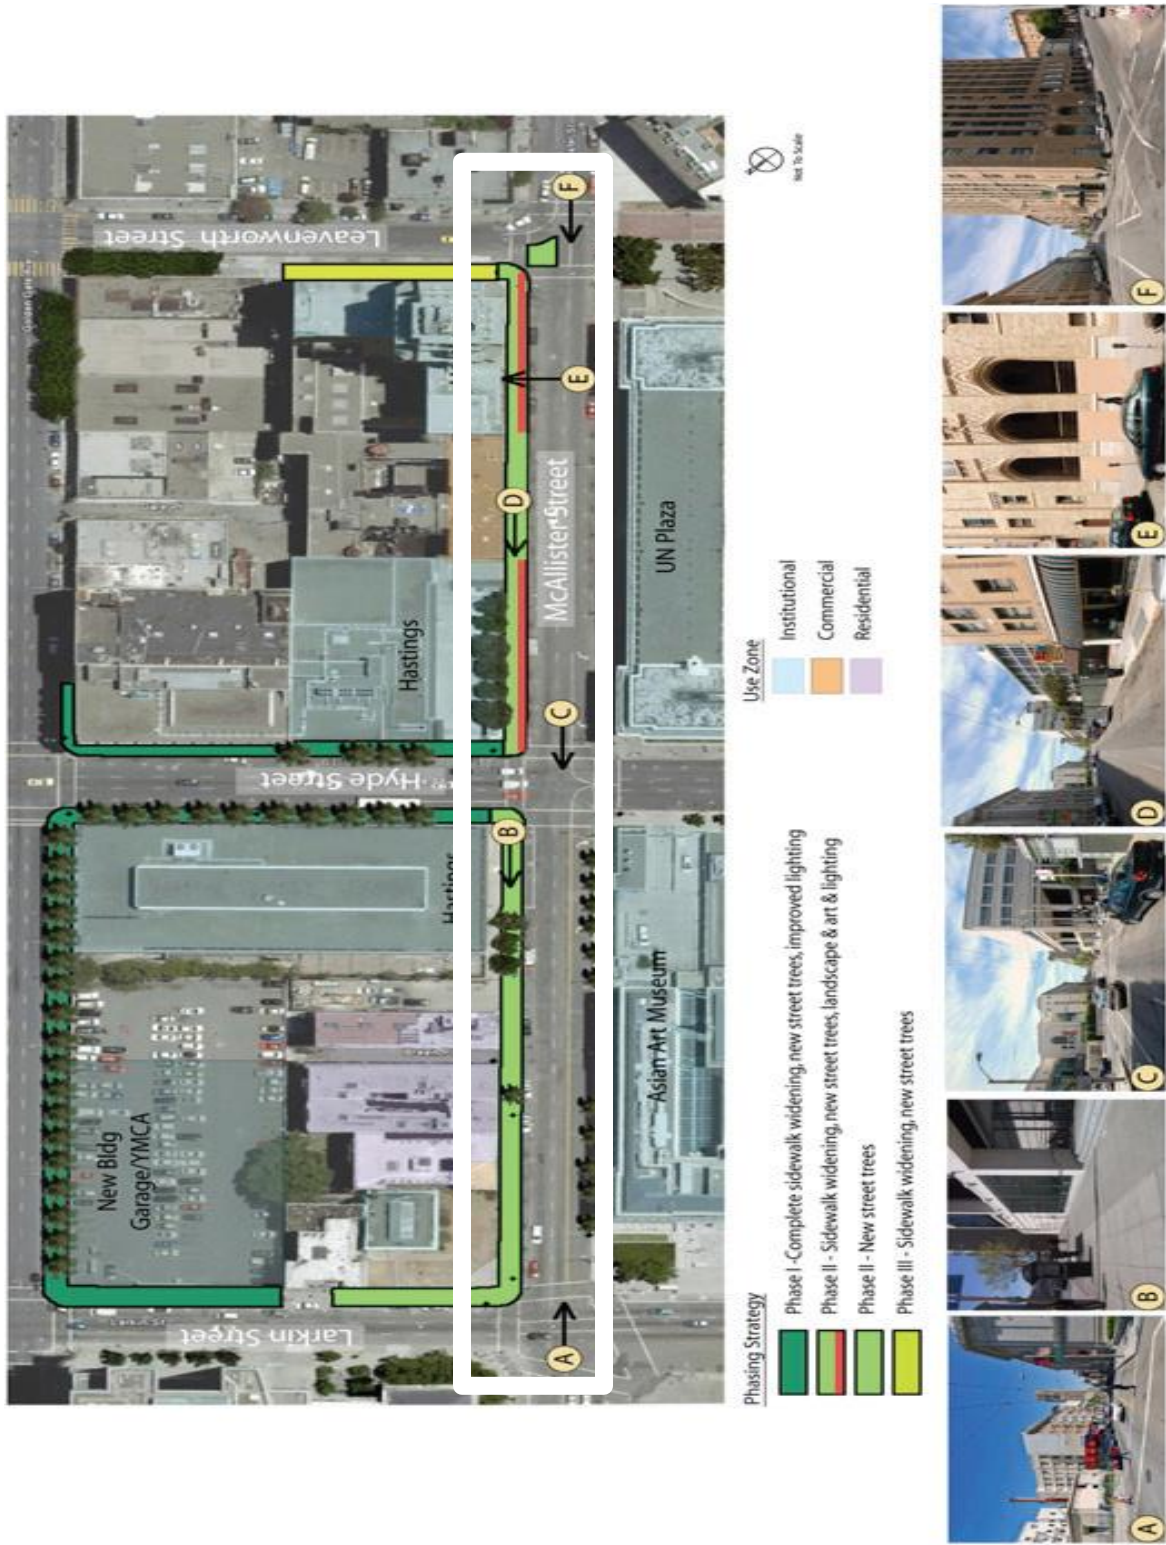 Golden Gate Ave
Leavenworth Street
Hyde Street
Larkin Street
McAllister Street
New Bldg
Garage/YMCA
Hastings
Hastings
UN Plaza
Asian Art Museum
A
B
C
D
E
F
Not To Scale
Phasing Strategy
Phase I -Complete sidewalk widening, new street trees, improved lighting
Phase II - Sidewalk widening, new street trees, landscape & art & lighting
Phase II - New street trees
Phase III - Sidewalk widening, new street trees
Use Zone
Institutional
Commercial
Residential
A
B
C
D
E
F